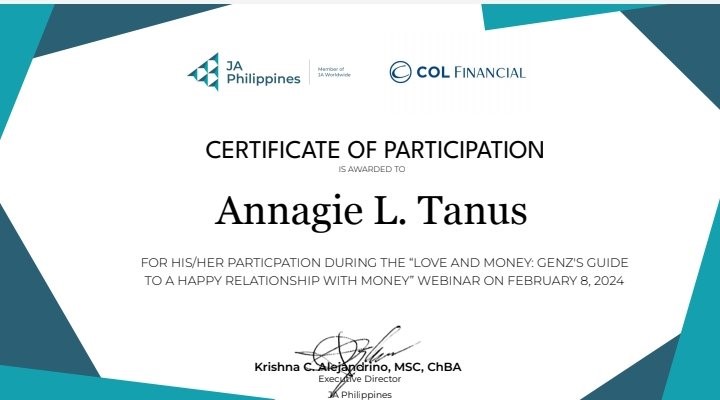 JA
Philippines
Member of
JA Worldwide
COL FINANCIAL
CERTIFICATE OF PARTICIPATION
IS AWARDED TO
Annagie L. Tanus
FOR HIS/HER PARTICPATION DURING THE “LOVE AND MONEY: GENZ'S GUIDE
TO A HAPPY RELATIONSHIP WITH MONEY” WEBINAR ON FEBRUARY 8, 2024
Krishna C. Alejandrino, MSC, ChBA
Executive Director
JA Philippines